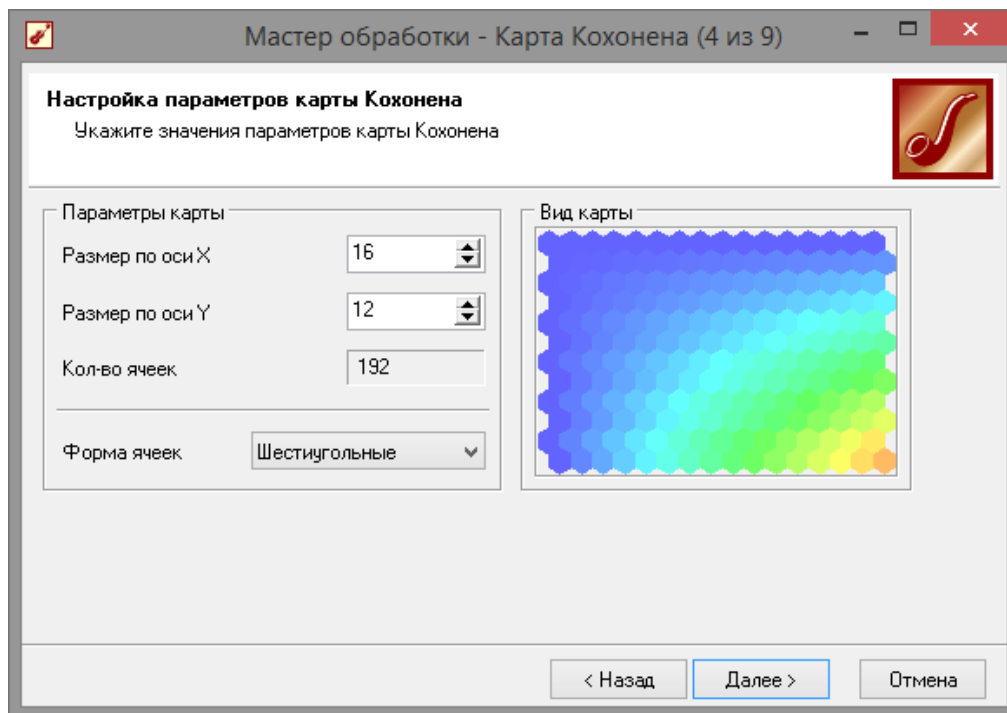 Мастер обработки - Карта Кохонена (4 из 9)
Настройка параметров карты Кохонена
Укажите значения параметров карты Кохонена
Параметры карты
Размер по оси X
16
Размер по оси Y
12
Кол-во ячеек
192
Форма ячеек
Шестиугольные
Вид карты
< Назад
Далее >
Отмена